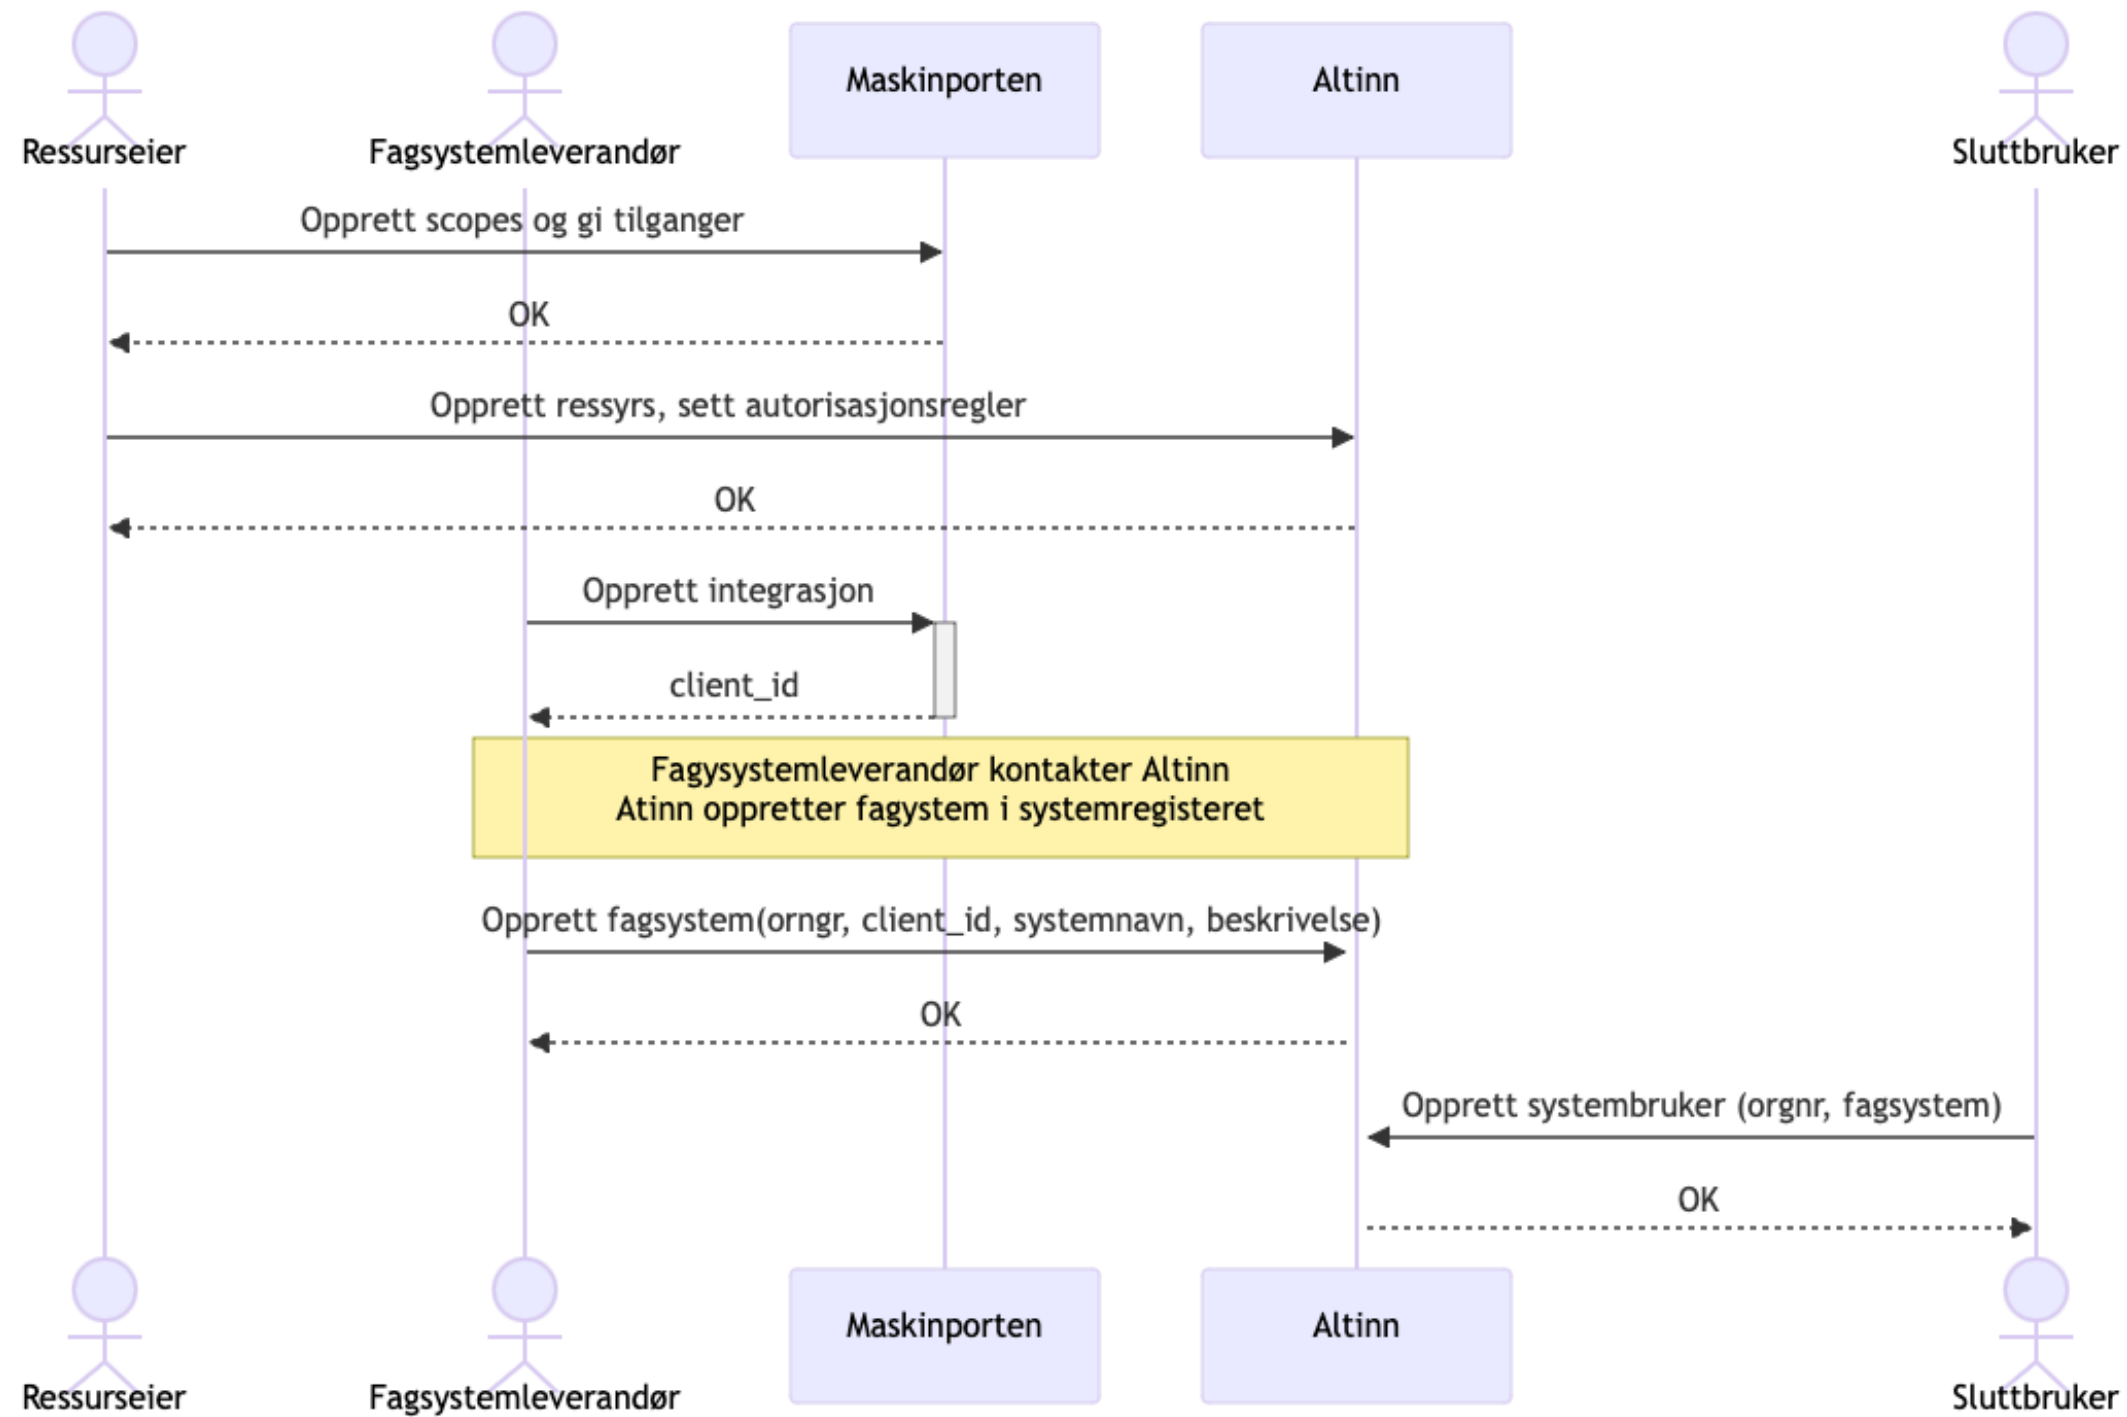 Ressurseier
Fagsystemleverandør
Maskinporten
Altinn
Sluttbruker
Opprett scopes og gi tilganger
OK
Opprett ressyrs, sett autorisasjonsregler
OK
Opprett integrasjon
client_id
Fagysystemleverandør kontakter Altinn
Atinn oppretter fagystem i systemregisteret
Opprett fagsystem(orngr, client_id, systemnavn, beskrivelse)
OK
Opprett systembruker (orgnr, fagsystem)
OK
Ressurseier
Fagsystemleverandør
Maskinporten
Altinn
Sluttbruker